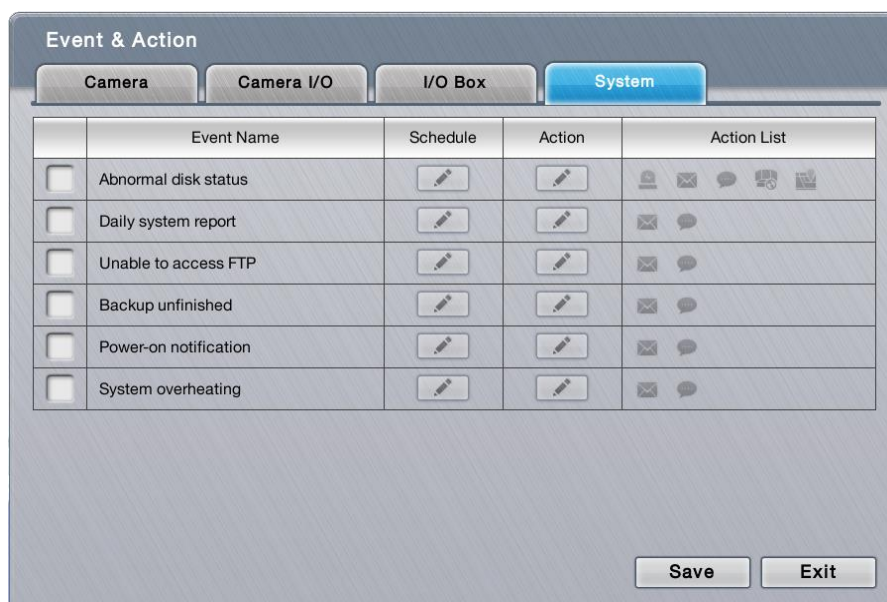 Event & Action
Camera Camera I/O I/O Box System
Event Name Schedule Action Action List
Abnormal disk status
Daily system report
Unable to access FTP
Backup unfinished
Power-on notification
System overheating
Save Exit